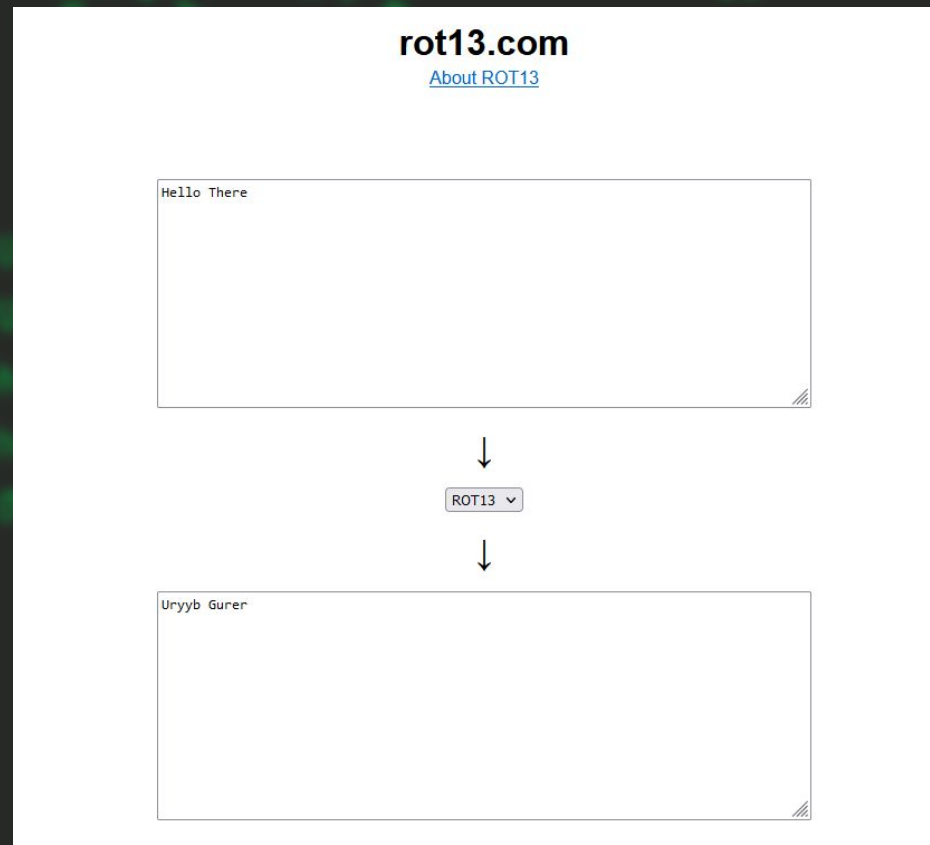 rot13.com
About ROT13
Hello There
↓
ROT13
↓
Uryyb Gurer